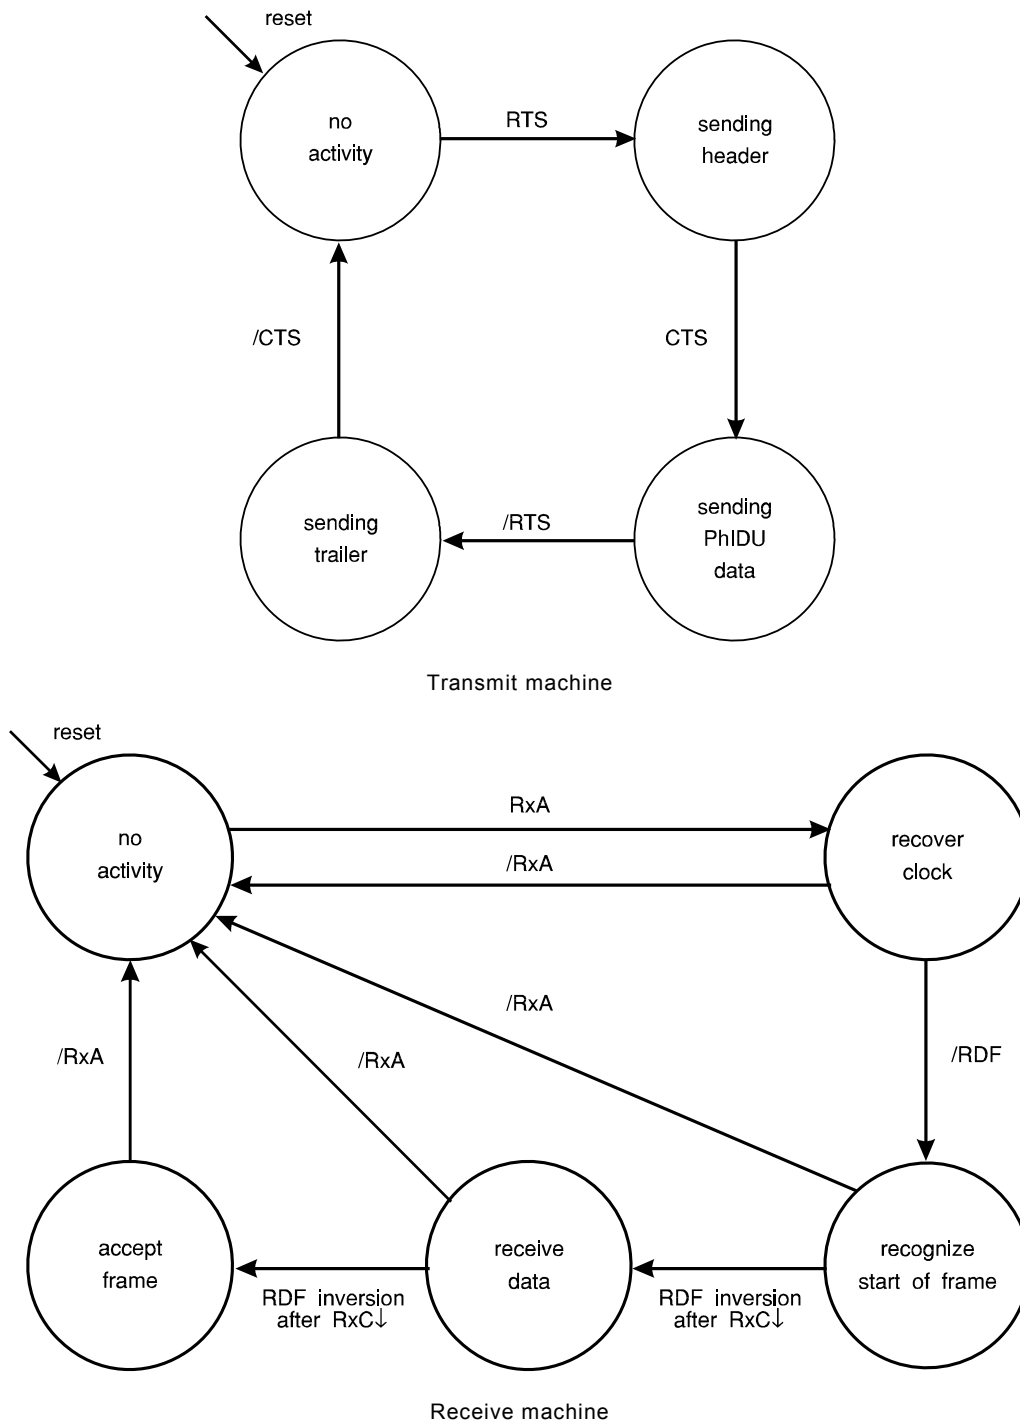 reset
no
activity
RTS
sending
header
/CTS
CTS
sending
trailer
/RTS
sending
PhIDU
data
Transmit machine
reset
no
activity
RxA
/RxA
recover
clock
/RxA
/RxA
/RxA
/RDF
accept
frame
RDF inversion
after RxC↓
receive
data
RDF inversion
after RxC↓
recognize
start of frame
Receive machine